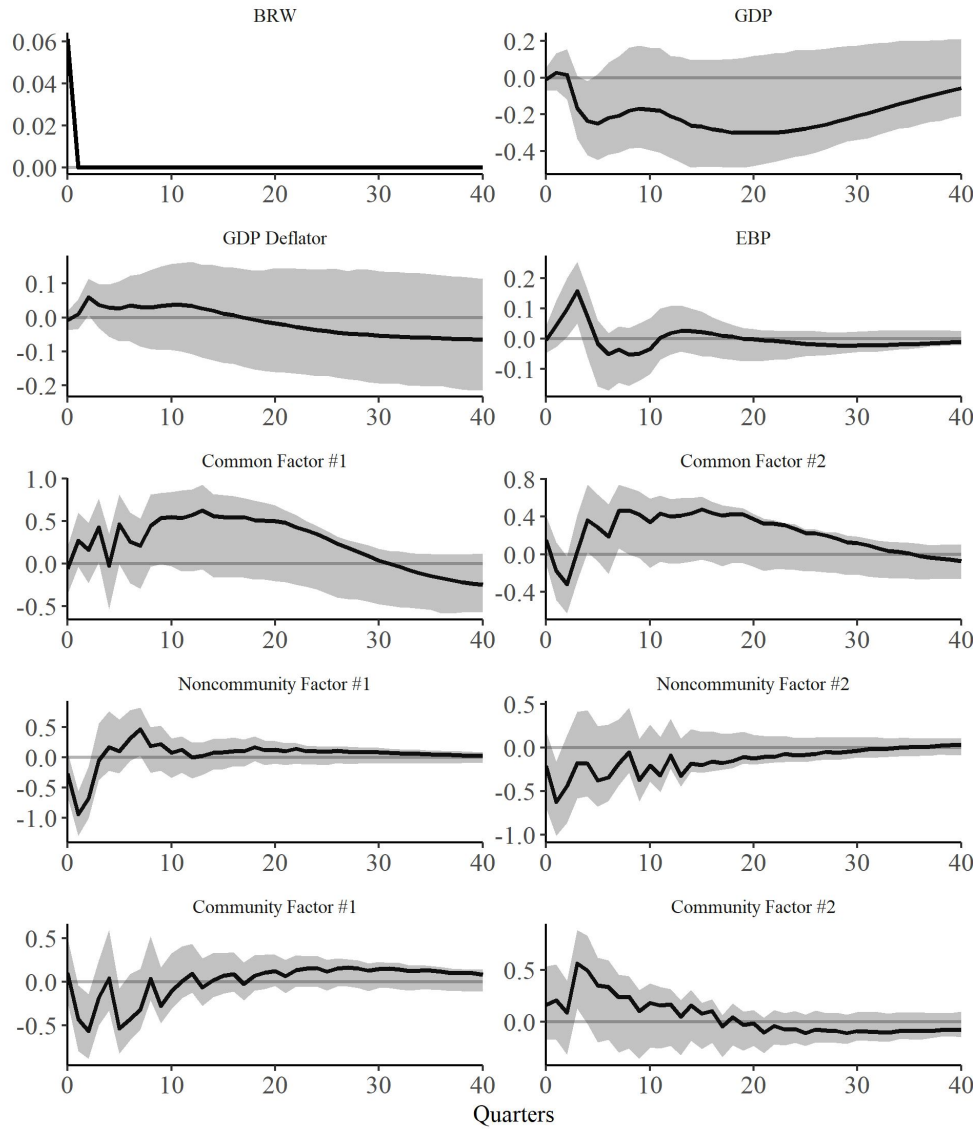 BRW
GDP
0.06
0.04
0.02
0.00
0.2
0.0
-0.2
-0.4
0 10 20 30 40
0 10 20 30 40
GDP Deflator
EBP
0.1
0.0
-0.1
-0.2
0.2
0.1
0.0
-0.1
0 10 20 30 40
0 10 20 30 40
Common Factor #1
Common Factor #2
1.0
0.5
0.0
-0.5
0.8
0.4
0.0
-0.4
0 10 20 30 40
0 10 20 30 40
Noncommunity Factor #1
Noncommunity Factor #2
0.5
0.0
-0.5
-1.0
0.5
0.0
-0.5
-1.0
0 10 20 30 40
0 10 20 30 40
Community Factor #1
Community Factor #2
0.5
0.0
-0.5
0.5
0.0
0 10 20 30 40
0 10 20 30 40
Quarters